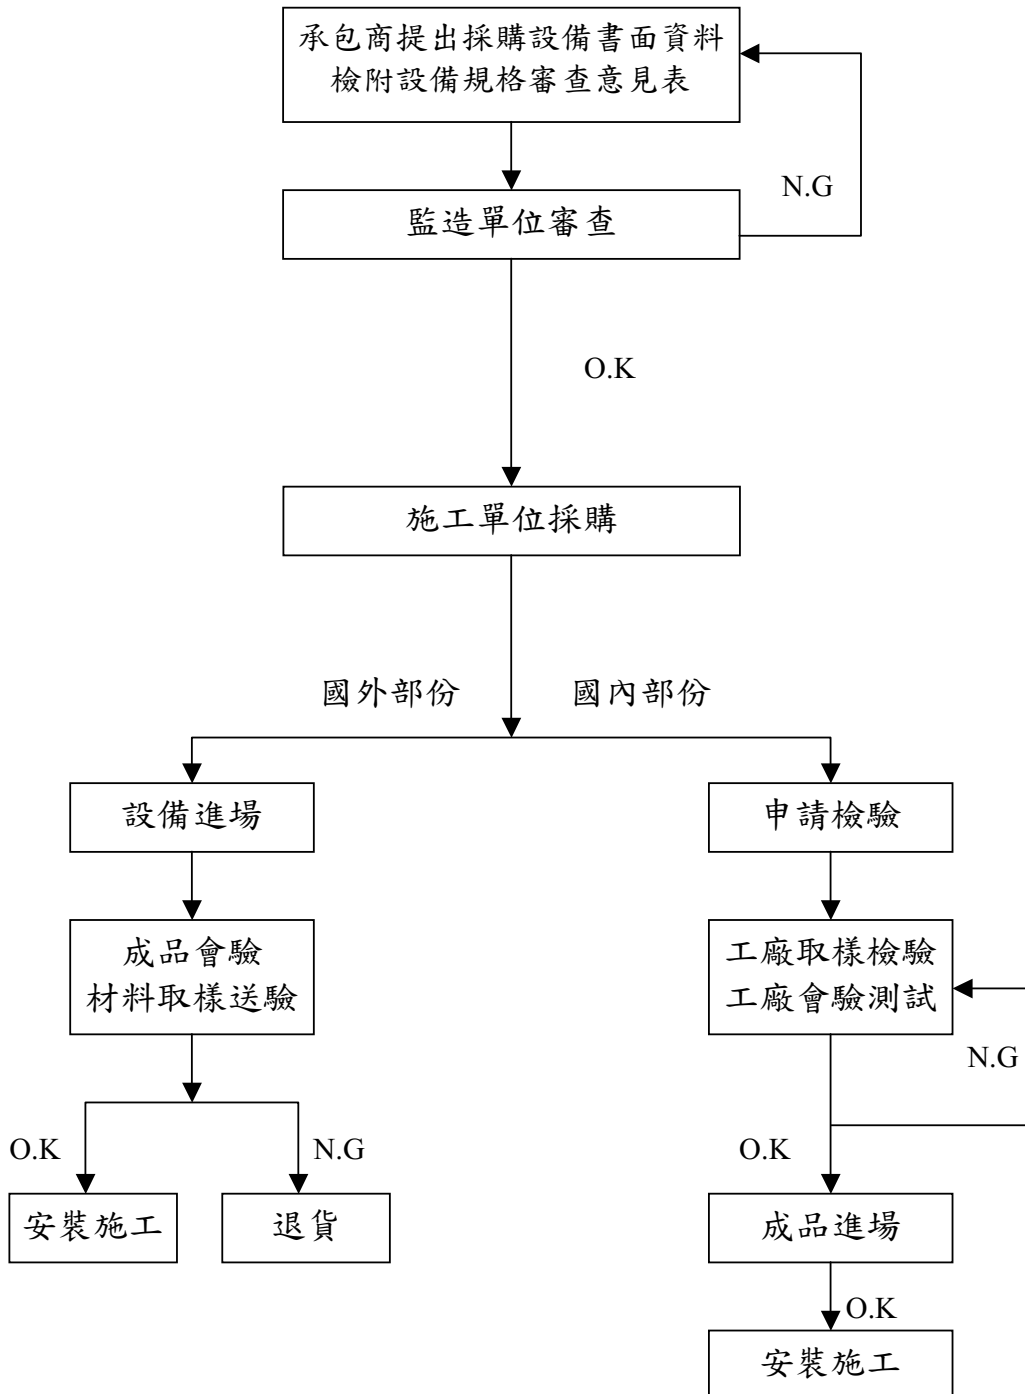 承包商提出採購設備書面資料
檢附設備規格審查意見表
N.G
監造單位審查
O.K
施工單位採購
國外部份
國內部份
設備進場
申請檢驗
成品會驗
材料取樣送驗
工廠取樣檢驗
工廠會驗測試
N.G
O.K
N.G
O.K
安裝施工
退貨
成品進場
O.K
安裝施工